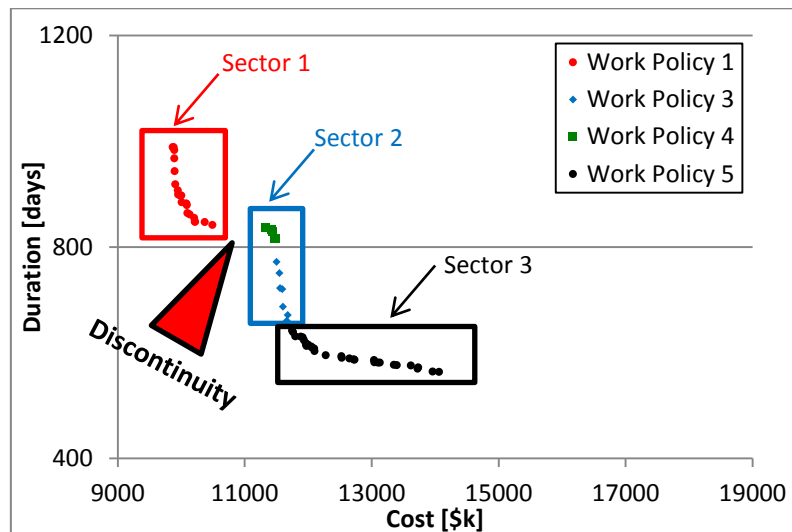 1200
800
400
Duration [days]
Sector 1
Sector 2
Sector 3
Discontinuity
Work Policy 1
Work Policy 3
Work Policy 4
Work Policy 5
9000 11000 13000 15000 17000 19000
Cost [$k]